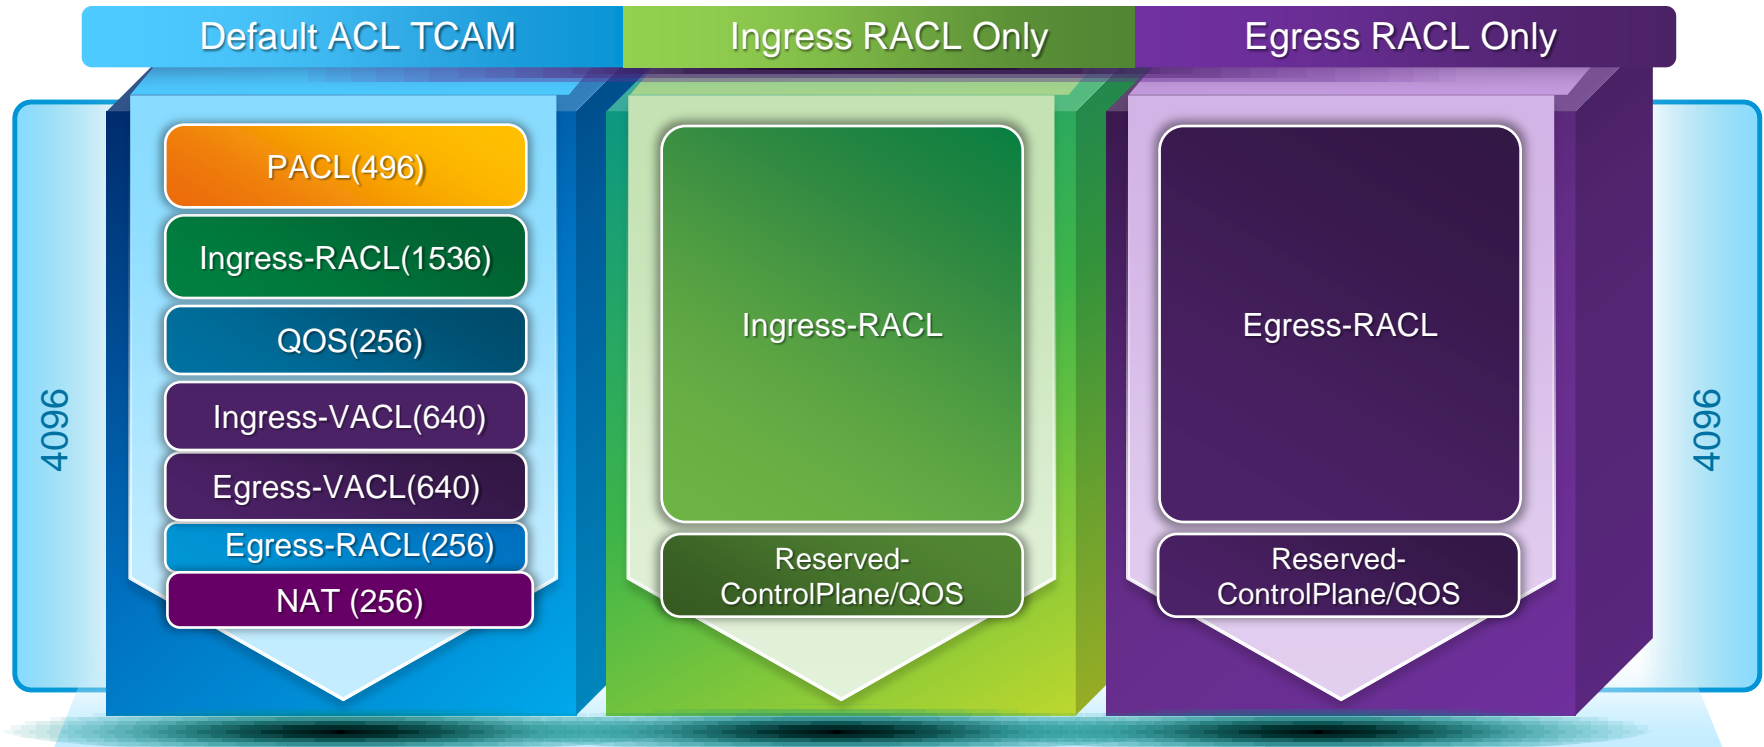 Default ACL TCAM
Ingress RACL Only
Egress RACL Only
4096
PACL(496)
Ingress-RACL(1536)
QOS(256)
Ingress-VACL(640)
Egress-VACL(640)
Egress-RACL(256)
NAT (256)
Ingress-RACL
Reserved-
ControlPlane/QOS
Egress-RACL
Reserved-
ControlPlane/QOS
4096